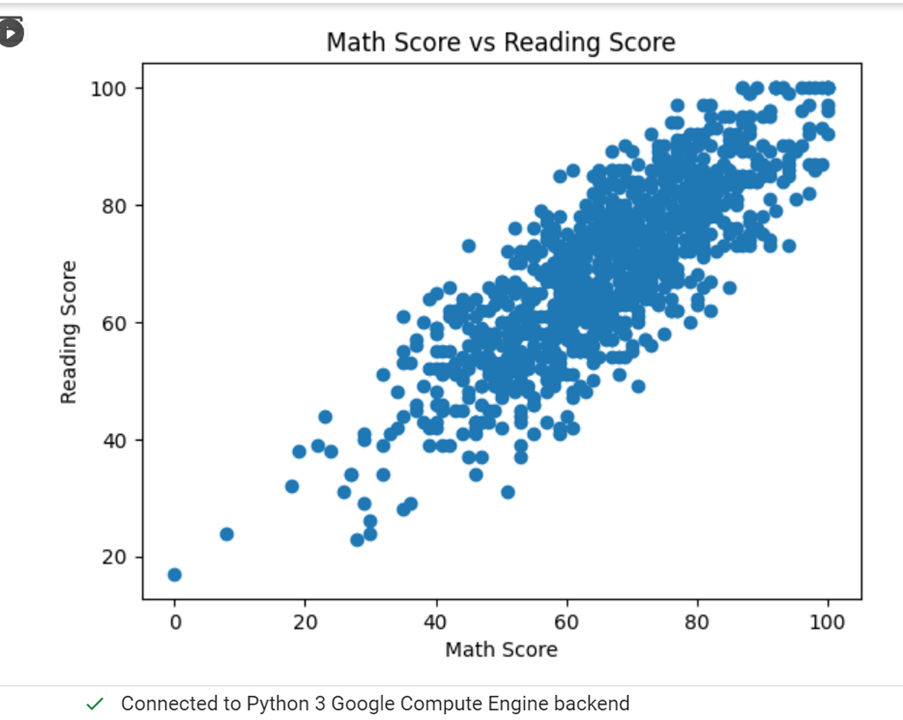 Math Score vs Reading Score
100
80
60
40
20
Reading Score
0 20 40 60 80 100
Math Score
Connected to Python 3 Google Compute Engine backend